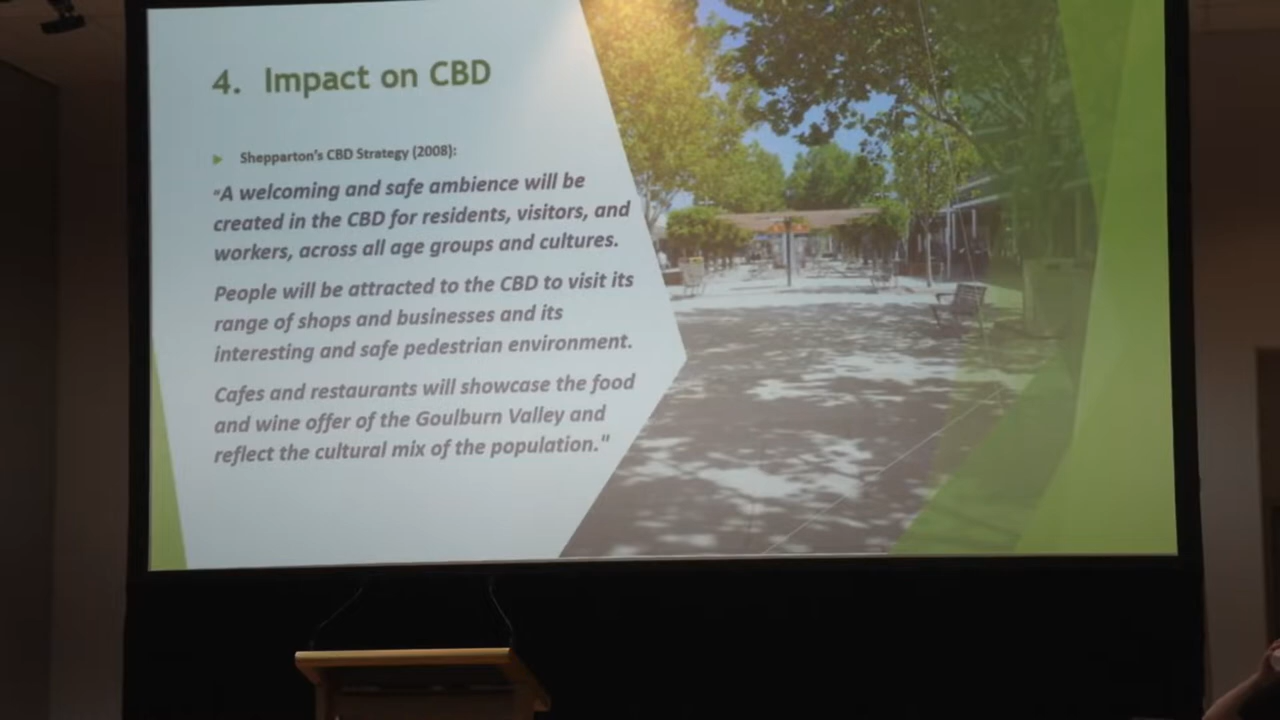 4. Impact on CBD
Shepparton's CBD Strategy (2008):
"A welcoming and safe ambience will be
created in the CBD for residents, visitors, and
workers, across all age groups and cultures.
People will be attracted to the CBD to visit its
range of shops and businesses and its
interesting and safe pedestrian environment.
Cafes and restaurants will showcase the food
and wine offer of the Goulburn Valley and
reflect the cultural mix of the population."